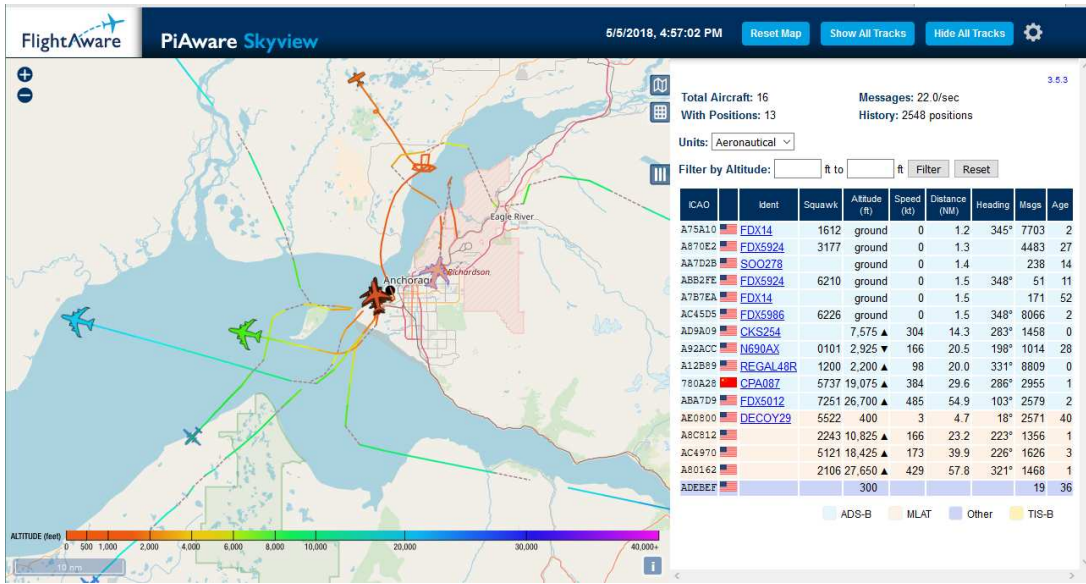 FlightAware
PiAware Skyview
5/5/2018, 4:57:02 PM
Reset Map
Show All Tracks
Hide All Tracks
3.5.3
Total Aircraft: 16
Messages: 22.0/sec
With Positions: 13
History: 2548 positions
Units: Aeronautical
Filter by Altitude: ft to ft Filter Reset
ICAO Ident Squawk Altitude (ft) Speed (kt) Distance (NM) Heading Msgs Age
A75A10 FDX14 1612 ground 0 1.2 345° 7703 2
A870E2 FDX5924 3177 ground 0 1.3 4483 27
AA7D2B SOO278 ground 0 1.4 238 14
ABB2FE FDX5924 6210 ground 0 1.5 348° 51 11
A7B7EA FDX14 ground 0 1.5 171 52
AC45D5 FDX5986 6226 ground 0 1.5 348° 8066 2
AD9A09 CKS254 7,575 ▲ 304 14.3 283° 1458 0
A92ACC N690AX 0101 2,925 ▼ 166 20.5 198° 1014 28
A12B89 REGAL48R 1200 2,200 ▲ 98 20.0 331° 8809 0
780A28 CPA087 5737 19,075 ▲ 384 29.6 286° 2955 1
ABA7D9 FDX5012 7251 26,700 ▲ 485 54.9 103° 2579 2
AE0800 DECOY29 5522 400 3 4.7 18° 2571 40
A8C812 2243 10,825 ▲ 166 23.2 223° 1356 1
AC4970 5121 18,425 ▲ 173 39.9 226° 1626 3
A80162 2106 27,650 ▲ 429 57.8 321° 1468 1
ADEBEF 300 19 36
ADS-B MLAT Other TIS-B
Eagle River
Richardson
Anchorag
ALTITUDE (feet)
0 500 1,000 2,000 4,000 6,000 8,000 10,000 20,000 30,000 40,000+
10 nm
i